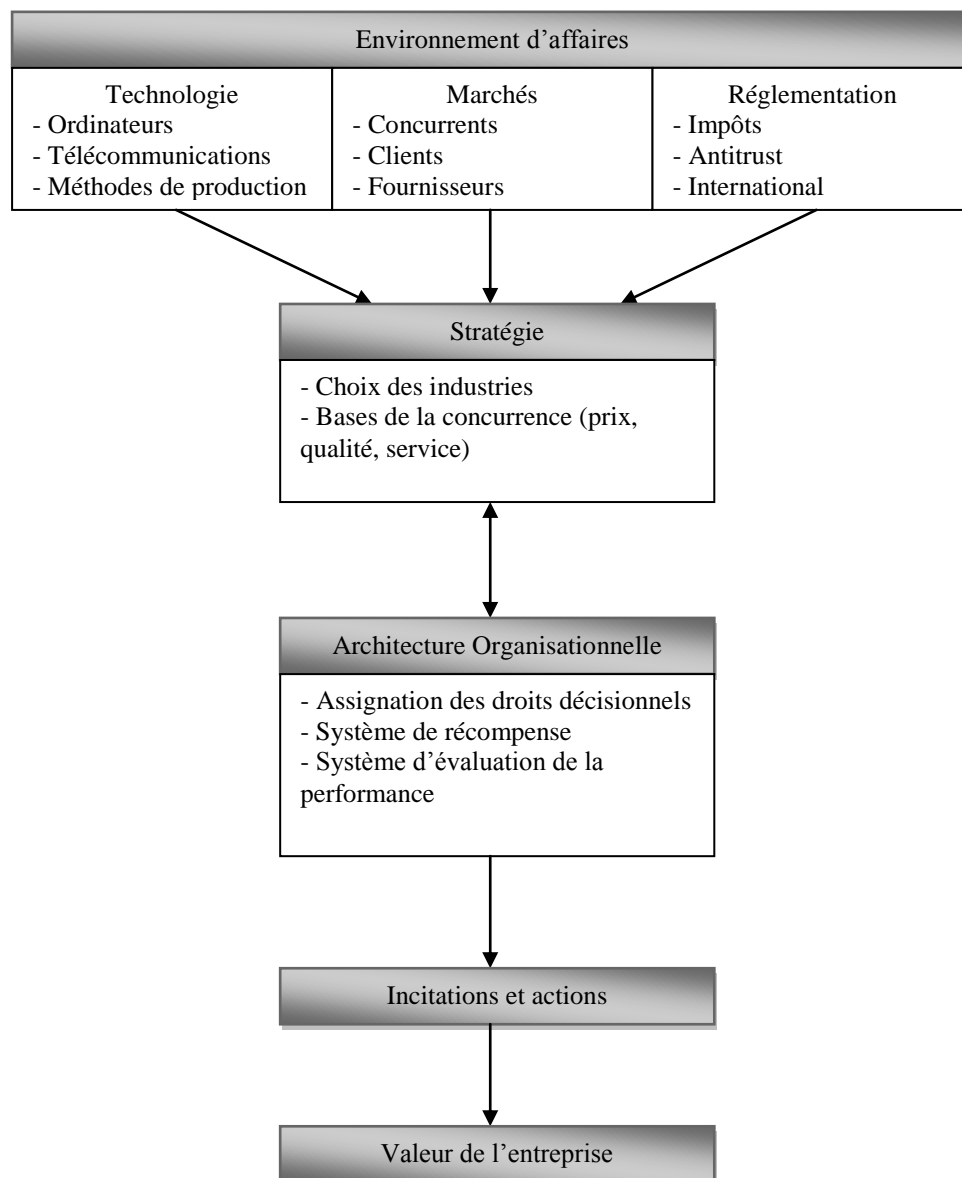 Environnement d’affaires
Technologie
- Ordinateurs
- Télécommunications
- Méthodes de production
Marchés
- Concurrents
- Clients
- Fournisseurs
Réglementation
- Impôts
- Antitrust
- International
Stratégie
- Choix des industries
- Bases de la concurrence (prix,
qualité, service)
Architecture Organisationnelle
- Assignation des droits décisionnels
- Système de récompense
- Système d’évaluation de la
performance
Incitations et actions
Valeur de l’entreprise